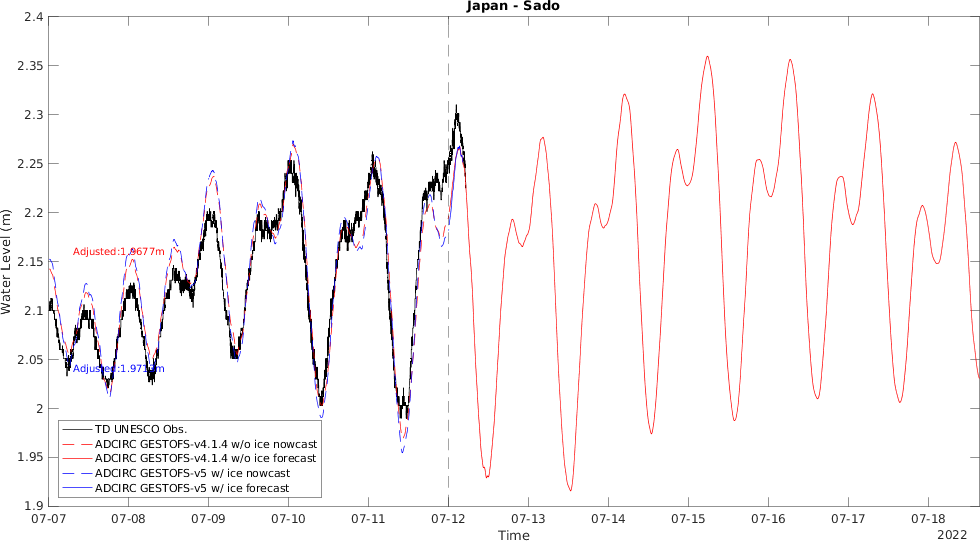 Japan - Sado
2.4
2.35
2.3
2.25
2.2
2.15
2.1
2.05
2
1.95
1.9
Water Level (m)
Adjusted:1.9677m
TD UNESCO Obs.
ADCIRC GESTOFS-v4.1.4 w/o ice nowcast
ADCIRC GESTOFS-v4.1.4 w/o ice forecast
ADCIRC GESTOFS-v5 w/ ice nowcast
ADCIRC GESTOFS-v5 w/ ice forecast
07-07 07-08 07-09 07-10 07-11 07-12 07-13 07-14 07-15 07-16 07-17 07-18
Time
2022